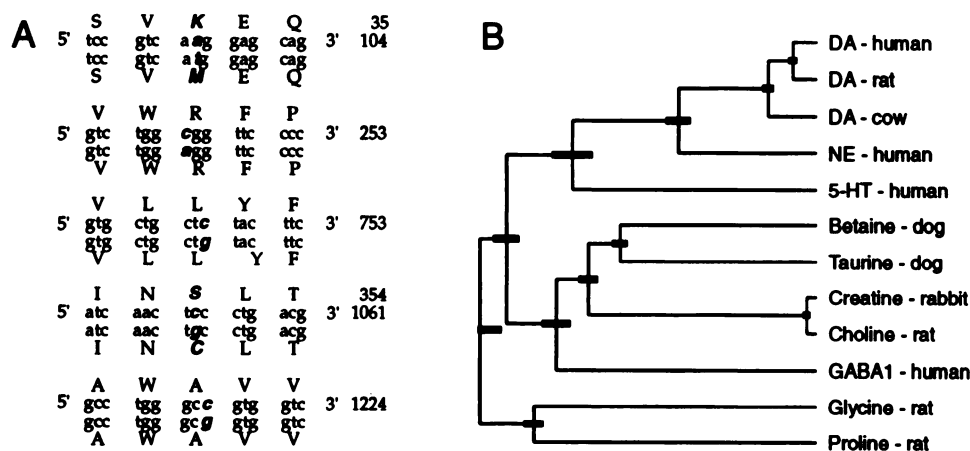 A
S V K E Q 35
5' tcc gtc aag gag cag 3' 104
tcc gtc atg gag cag
S V M E Q
V W R F P
5' gtc tgg cgg ttc ccc 3' 253
gtc tgg agg ttc ccc
V W R F P
V L L Y F
5' gtg ctg ctc tac ttc 3' 753
gtg ctg ctg tac ttc
V L L Y F
I N S L T 354
5' atc aac tcc ctg acg 3' 1061
atc aac tgc ctg acg
I N C L T
A W A V V
5' gcc tgg gcc gtg gtc 3' 1224
gcc tgg gcg gtg gtc
A W A V V
B
DA - human
DA - rat
DA - cow
NE - human
5-HT - human
Betaine - dog
Taurine - dog
Creatine - rabbit
Choline - rat
GABA1 - human
Glycine - rat
Proline - rat